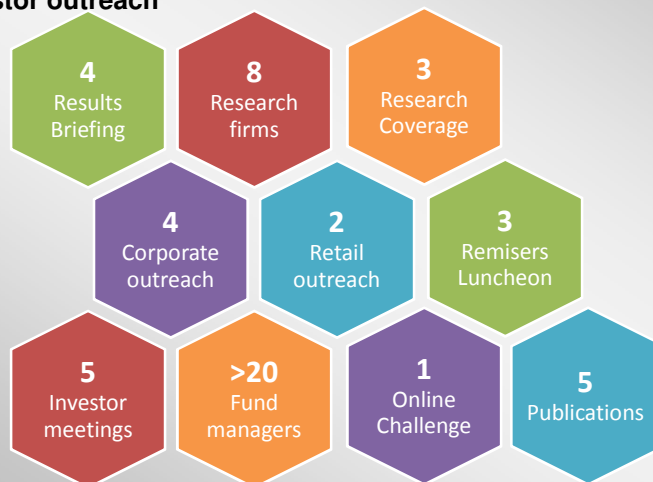 outreach
4
Results
Briefing
8
Research
firms
3
Research
Coverage
4
Corporate
outreach
2
Retail
outreach
3
Remisers
Luncheon
5
Investor
meetings
>20
Fund
managers
1
Online
Challenge
5
Publications